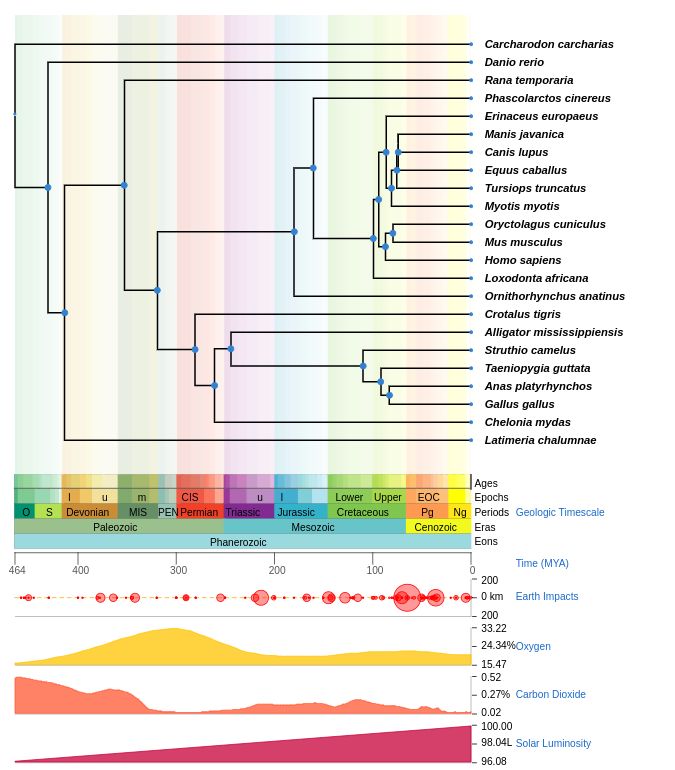 Carcharodon carcharias
Danio rerio
Rana temporaria
Phascolarctos cinereus
Erinaceus europaeus
Manis javanica
Canis lupus
Equus caballus
Tursiops truncatus
Myotis myotis
Oryctolagus cuniculus
Mus musculus
Homo sapiens
Loxodonta africana
Ornithorhynchus anatinus
Crotalus tigris
Alligator mississippiensis
Struthio camelus
Taeniopygia guttata
Anas platyrhynchos
Gallus gallus
Chelonia mydas
Latimeria chalumnae
Ages
l u m CIS u l Lower Upper EOC Epochs
O S Devonian MIS PEN Permian Triassic Jurassic Cretaceous Pg Ng Periods Geologic Timescale
Paleozoic Mesozoic Cenozoic Eras
Phanerozoic Eons
Time (MYA)
464 400 300 200 100 0
200
0 km Earth Impacts
200
33.22
24.34% Oxygen
15.47
0.52
0.27% Carbon Dioxide
0.02
100.00
98.04L Solar Luminosity
96.08